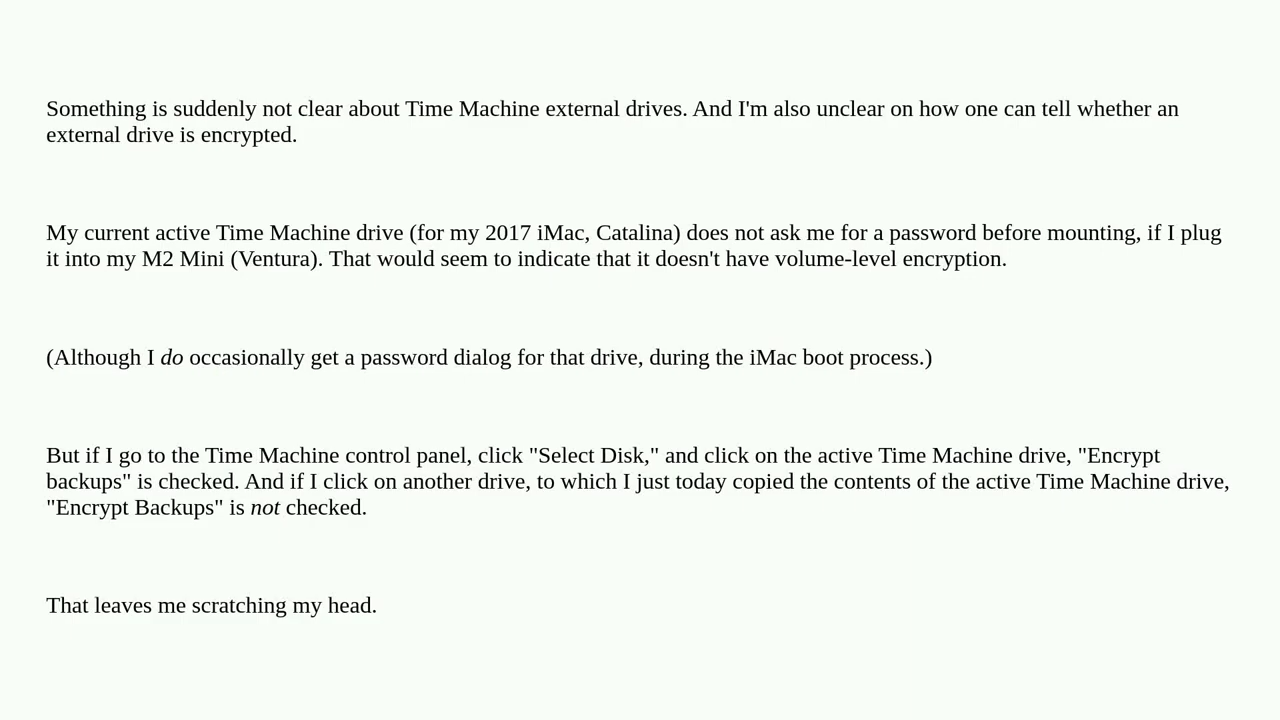 Something is suddenly not clear about Time Machine external drives. And I'm also unclear on how one can tell whether an
external drive is encrypted.
My current active Time Machine drive (for my 2017 iMac, Catalina) does not ask me for a password before mounting, if I plug
it into my M2 Mini (Ventura). That would seem to indicate that it doesn't have volume-level encryption.
(Although I do occasionally get a password dialog for that drive, during the iMac boot process.)
But if I go to the Time Machine control panel, click "Select Disk," and click on the active Time Machine drive, "Encrypt
backups" is checked. And if I click on another drive, to which I just today copied the contents of the active Time Machine drive,
"Encrypt Backups" is not checked.
That leaves me scratching my head.